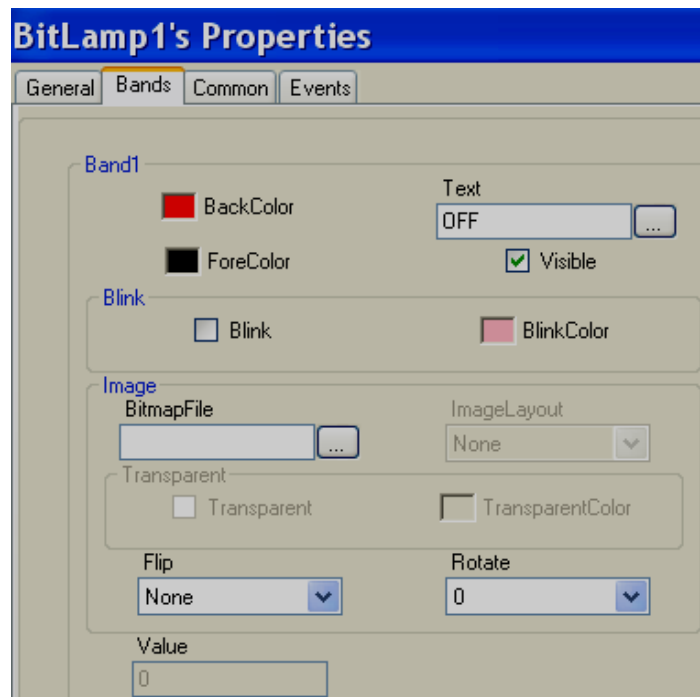 BitLamp1's Properties
General Bands Common Events
Band1
Text
BackColor OFF ...
ForeColor Visible
Blink
Blink BlinkColor
Image
BitmapFile ImageLayout
... None
Transparent
Transparent TransparentColor
Flip Rotate
None 0
Value
0